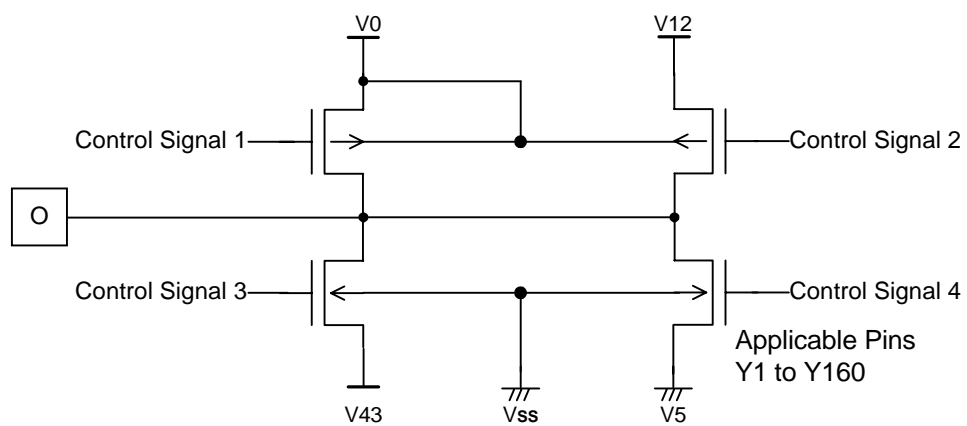 V0
V12
Control Signal 1
Control Signal 2
O
Control Signal 3
Control Signal 4
Applicable Pins
Y1 to Y160
V43
Vss
V5